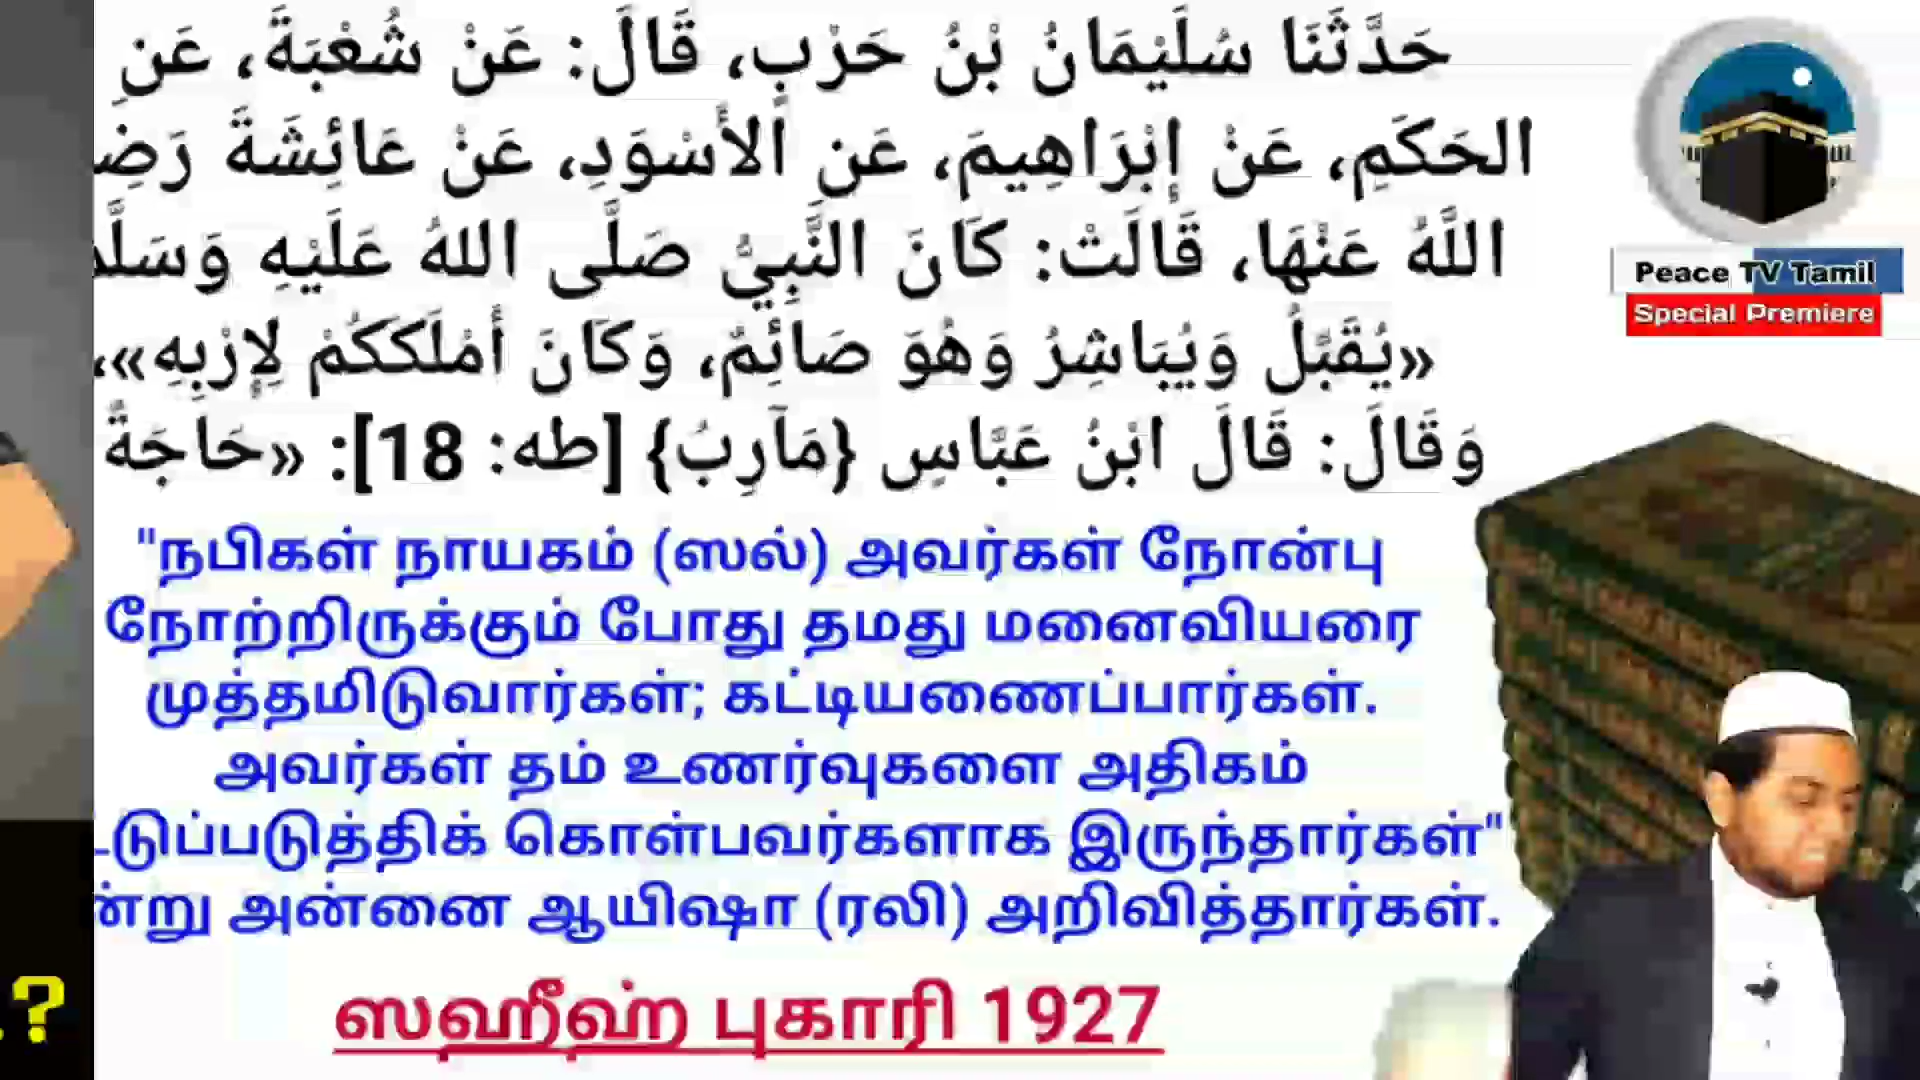 حَدَّثَنَا سُلَيْمَانُ بْنُ حَرْبٍ، قَالَ: عَنْ شُعْبَةَ، عَنِ
الحَكَمِ، عَنْ إِبْرَاهِيمَ، عَنِ الأَسْوَدِ، عَنْ عَائِشَةَ رَضِ
اللَّهُ عَنْهَا، قَالَتْ: كَانَ النَّبِيُّ صَلَّى اللهُ عَلَيْهِ وَسَلَّ
«يُقَبِّلُ وَيُبَاشِرُ وَهُوَ صَائِمٌ، وَكَانَ أَمْلَكَكُمْ لِإِرْبِهِ»،
وَقَالَ: قَالَ ابْنُ عَبَّاسٍ {مَآرِبُ} [طه: 18]: «حَاجَةٌ
"நபிகள் நாயகம் (ஸல்) அவர்கள் நோன்பு
நோற்றிருக்கும் போது தமது மனைவியரை
முத்தமிடுவார்கள்; கட்டியணைப்பார்கள்.
அவர்கள் தம் உணர்வுகளை அதிகம்
டுப்படுத்திக் கொள்பவர்களாக இருந்தார்கள்"
ன்று அன்னை ஆயிஷா (ரலி) அறிவித்தார்கள்.
ஸஹீஹ் புகாரி 1927
Peace TV Tamil
Special Premiere
.?